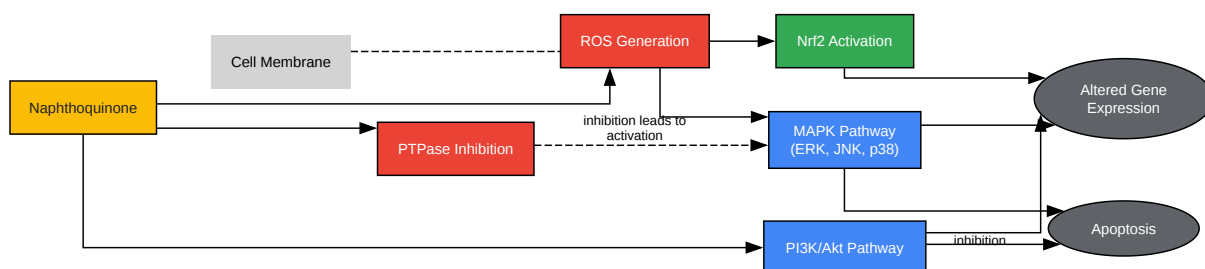 ROS Generation
Nrf2 Activation
Cell Membrane
Naphthoquinone
Altered Gene
Expression
inhibition leads to
activation
MAPK Pathway
(ERK, JNK, p38)
PTPase Inhibition
Apoptosis
PI3K/Akt Pathway
inhibition